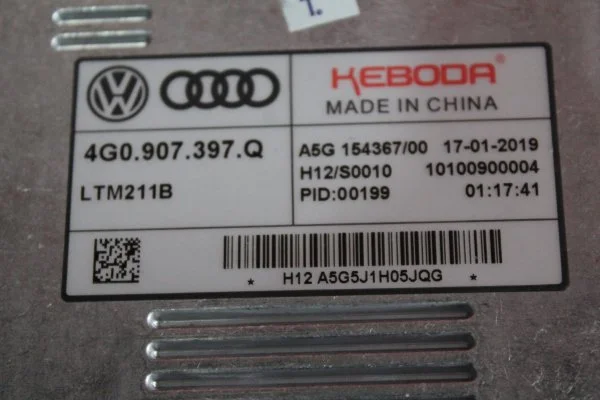 KEBODA®
MADE IN CHINA
4G0.907.397.Q
LTM211B
A5G 154367/00 17-01-2019
H12/S0010 10100900004
PID:00199 01:17:41
* H12 A5G5J1H05JQG *